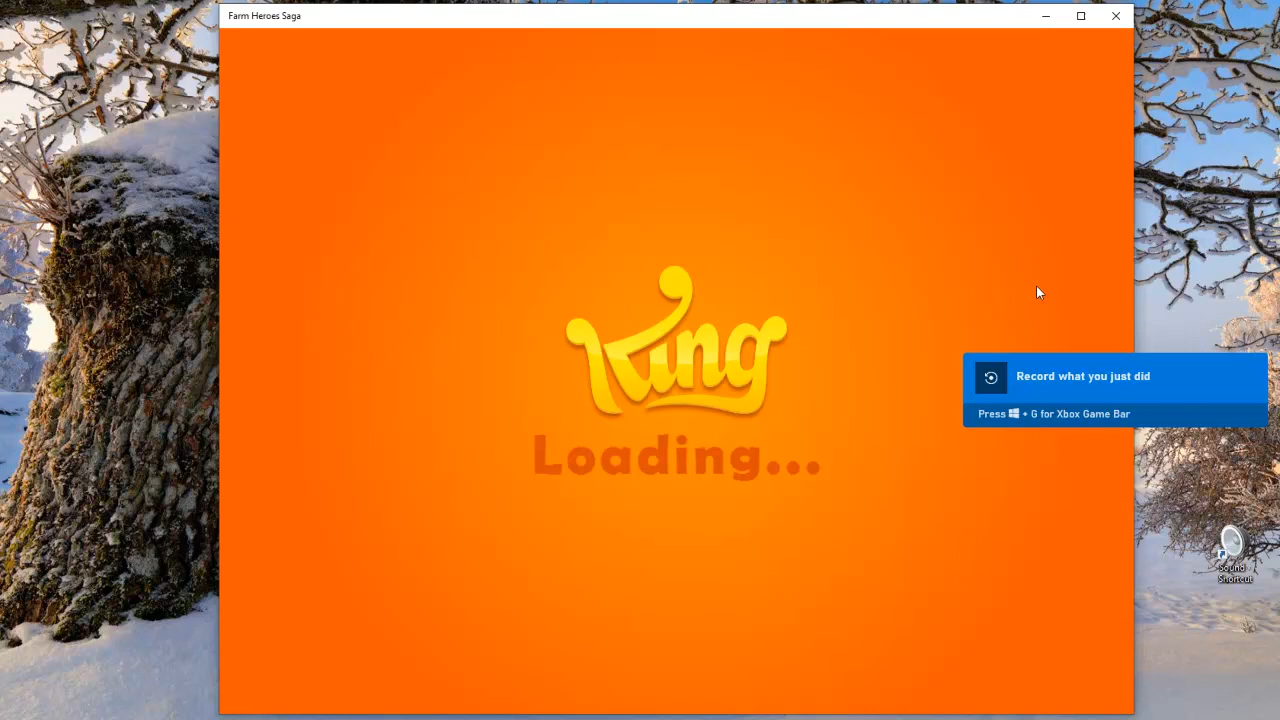 Farm Heroes Saga
King
Loading...
Record what you just did
Press + G for Xbox Game Bar
Sound
Shortcut